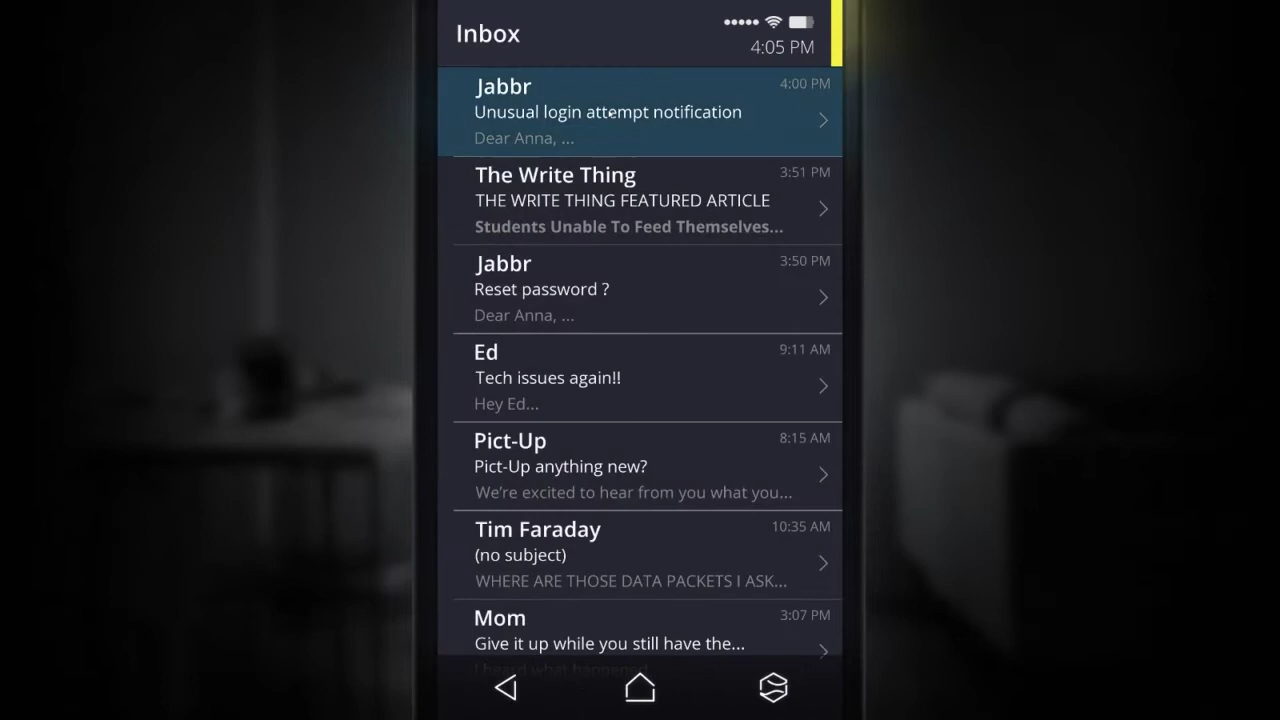 Inbox
4:05 PM
Jabbr
4:00 PM
Unusual login attempt notification
Dear Anna, ...
The Write Thing
3:51 PM
THE WRITE THING FEATURED ARTICLE
Students Unable To Feed Themselves...
Jabbr
3:50 PM
Reset password ?
Dear Anna, ...
Ed
9:11 AM
Tech issues again!!
Hey Ed...
Pict-Up
8:15 AM
Pict-Up anything new?
We're excited to hear from you what you...
Tim Faraday
10:35 AM
(no subject)
WHERE ARE THOSE DATA PACKETS I ASK...
Mom
3:07 PM
Give it up while you still have the...
I heard what happened